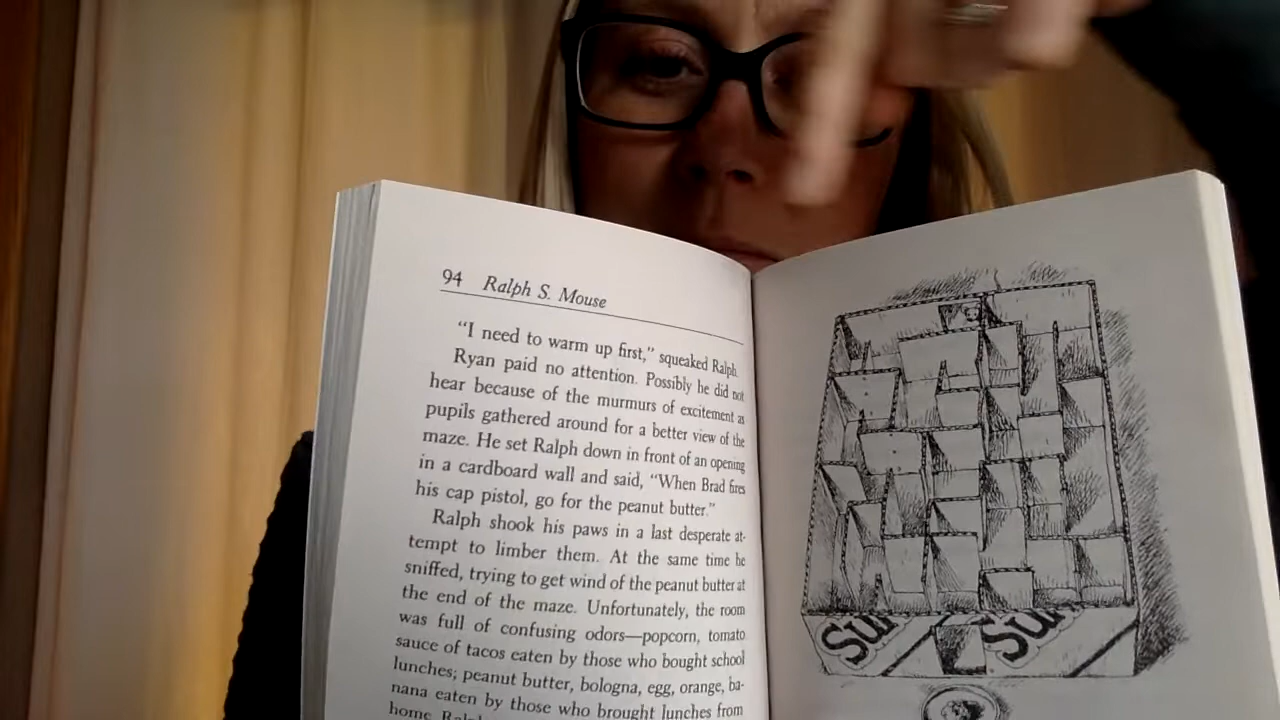 94 Ralph S. Mouse
"I need to warm up first," squeaked Ralph.
Ryan paid no attention. Possibly he did not
hear because of the murmurs of excitement as
pupils gathered around for a better view of the
maze. He set Ralph down in front of an opening
in a cardboard wall and said, "When Brad fires
his cap pistol, go for the peanut butter."
Ralph shook his paws in a last desperate at-
tempt to limber them. At the same time he
sniffed, trying to get wind of the peanut butter at
the end of the maze. Unfortunately, the room
was full of confusing odors—popcorn, tomato
sauce of tacos eaten by those who bought school
lunches; peanut butter, bologna, egg, orange, ba-
nana eaten by those who brought lunches from
home. Ralph
Su Su